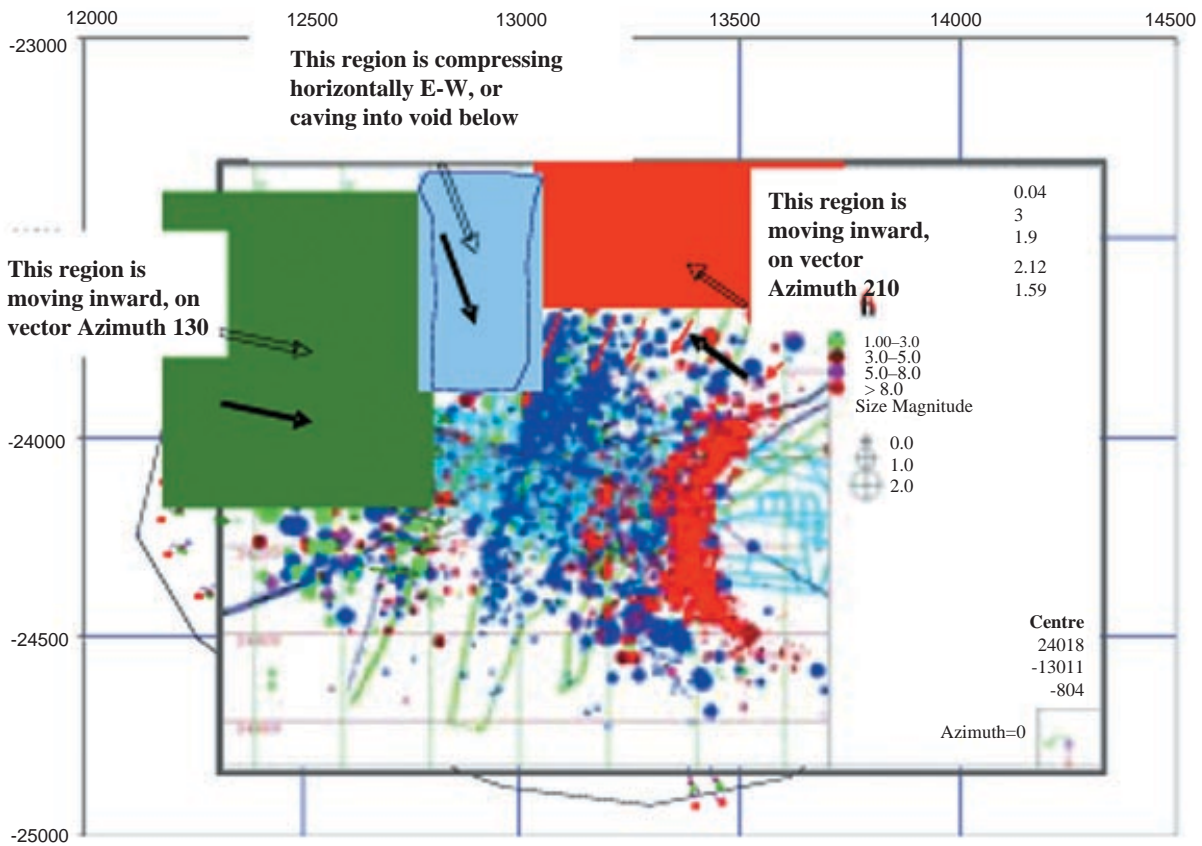 12000 12500 13000 13500 14000 14500
-23000
This region is compressing
horizontally E-W, or
caving into void below
This region is
moving inward,
on vector
Azimuth 210
0.04
3
1.9
2.12
1.59
This region is
moving inward, on
vector Azimuth 130
1.00–3.0
3.0–5.0
5.0–8.0
> 8.0
Size Magnitude
0.0
1.0
2.0
-24000
-24500
Centre
24018
-13011
-804
Azimuth=0
-25000